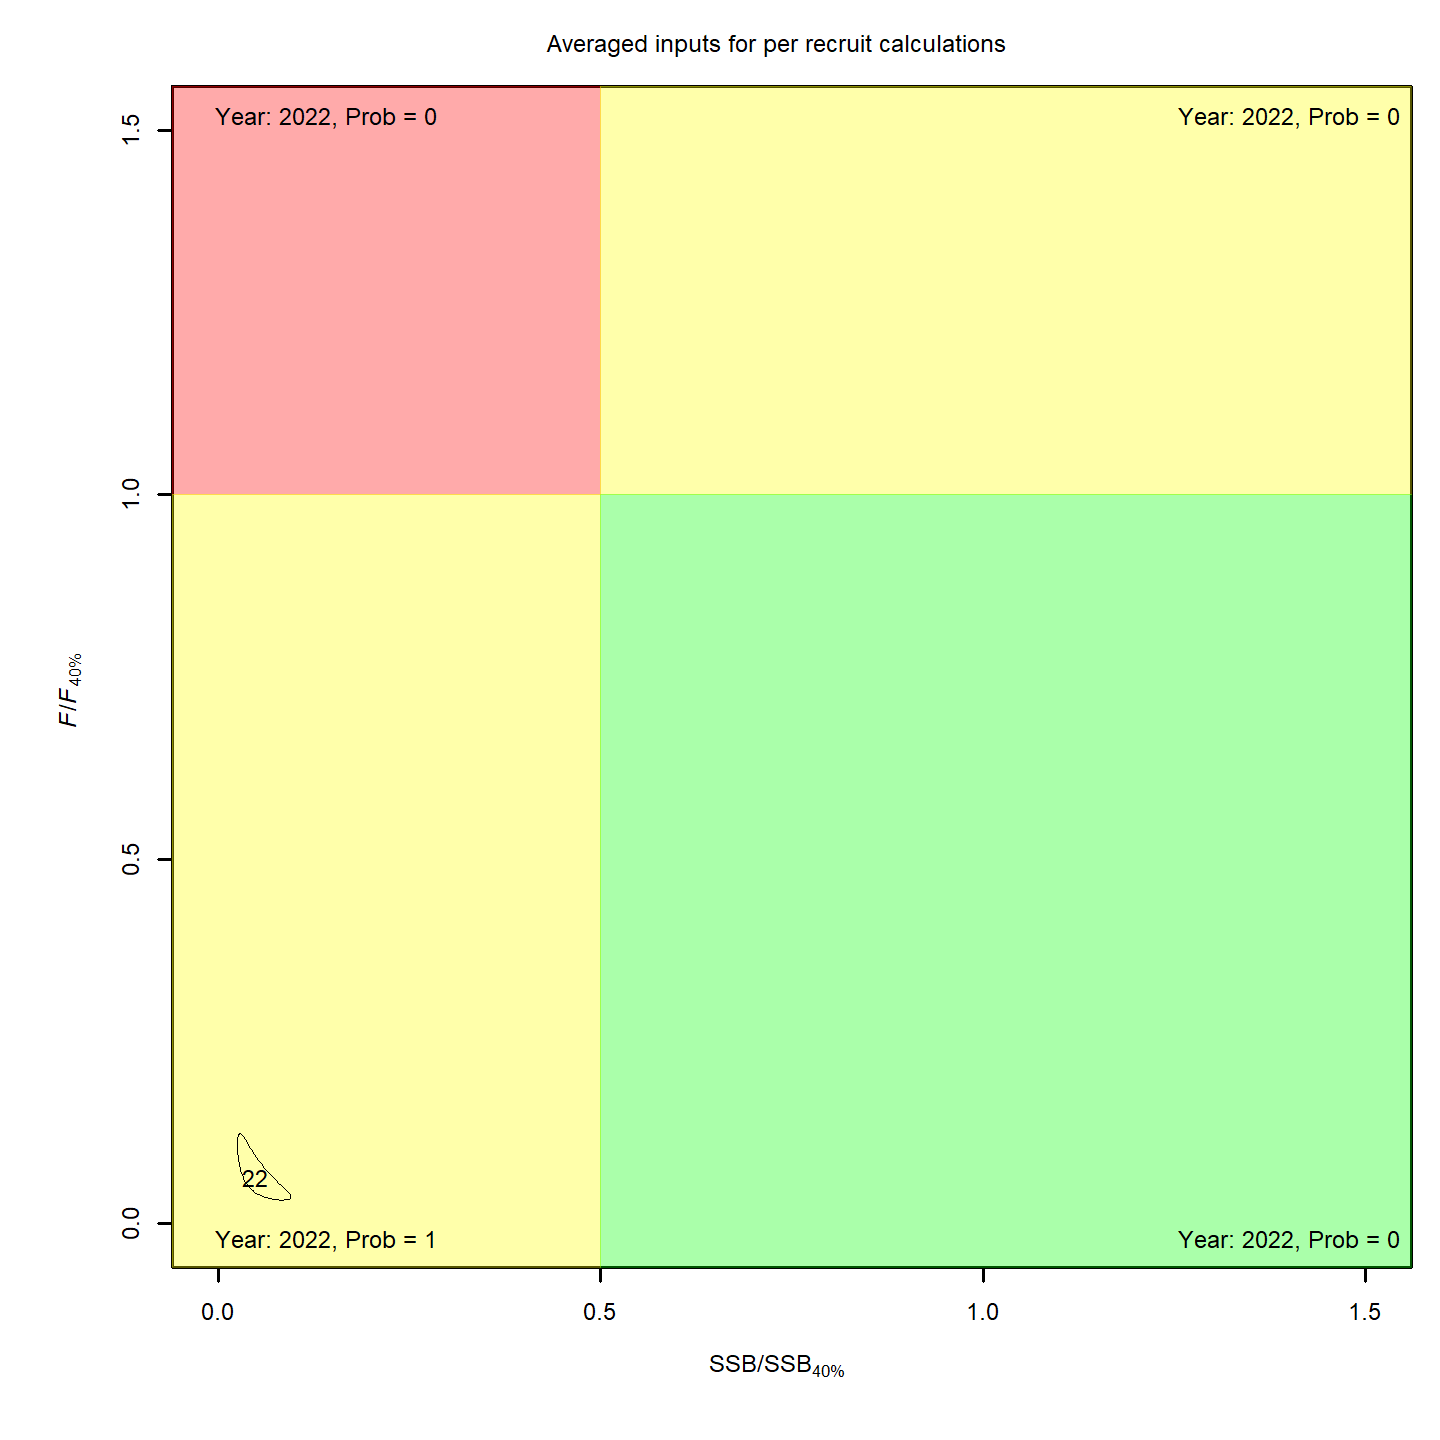 Averaged inputs for per recruit calculations
Year: 2022, Prob = 0
Year: 2022, Prob = 0
1.5
1.0
0.5
0.0
F/F40%
22
Year: 2022, Prob = 1
Year: 2022, Prob = 0
0.0
0.5
1.0
1.5
SSB/SSB40%